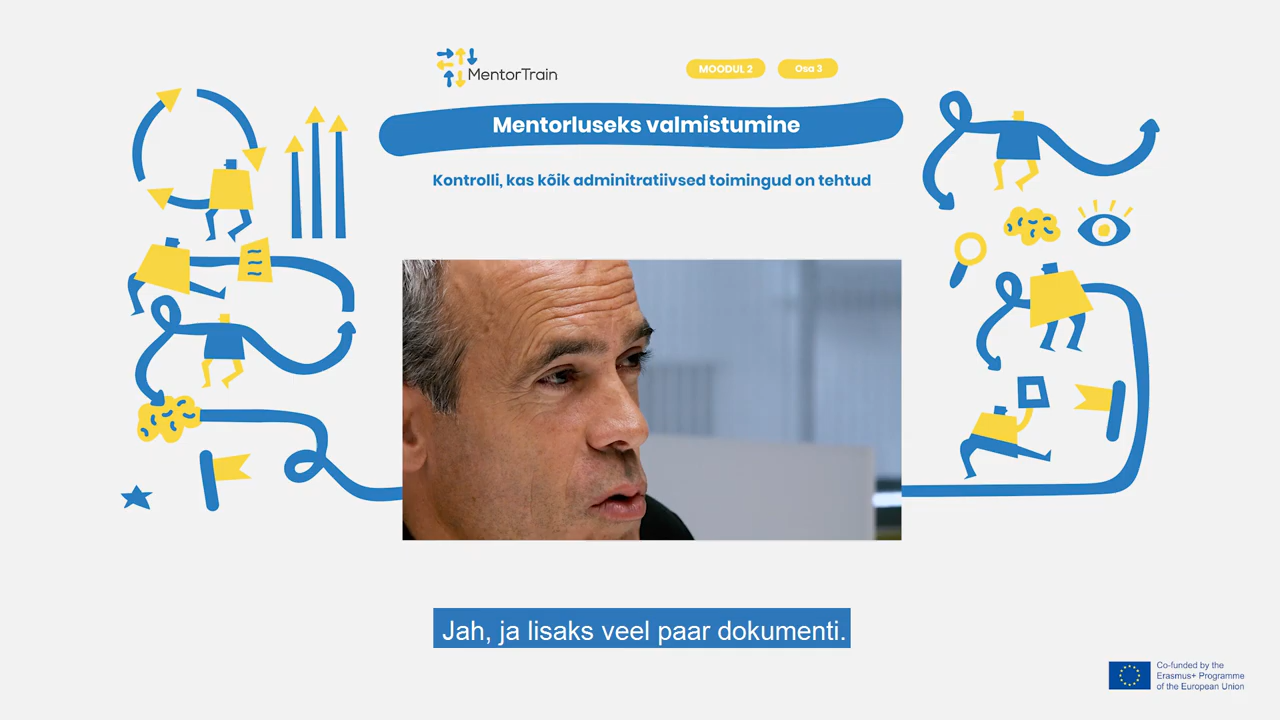 MentorTrain
MOODUL 2
Osa 3
Mentorluseks valmistumine
Kontrolli, kas kõik adminitratiivsed toimingud on tehtud
Jah, ja lisaks veel paar dokumenti.
Co-funded by the
Erasmus+ Programme
of the European Union